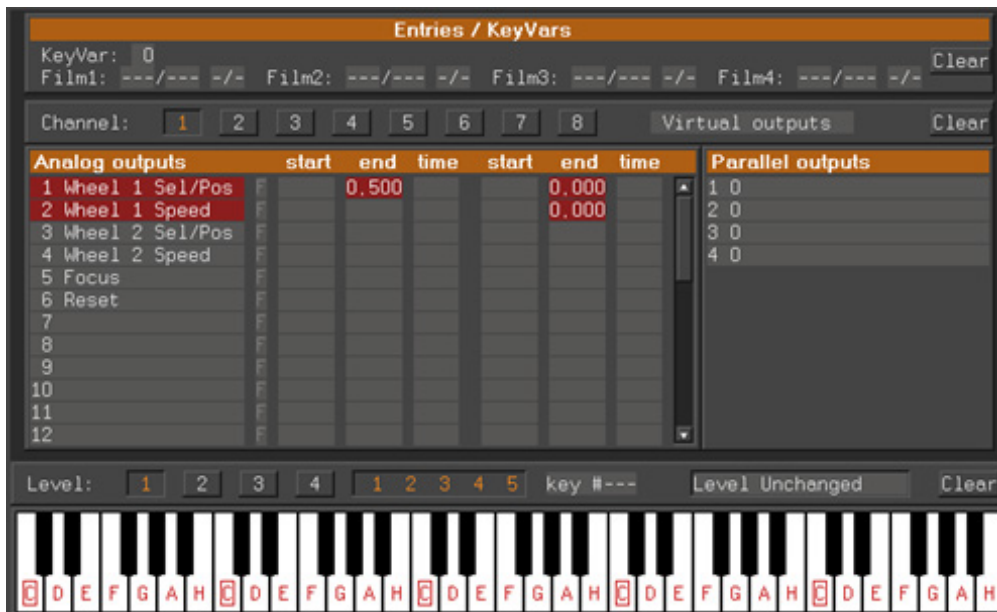 Entries / KeyVars
KeyVar: 0
Clear
Film1: ---/--- -/- Film2: ---/--- -/- Film3: ---/--- -/- Film4: ---/--- -/-
Channel: 1 2 3 4 5 6 7 8 Virtual outputs Clear
Analog outputs start end time start end time Parallel outputs
1 Wheel 1 Sel/Pos F 0.500 0.000 1 0
2 Wheel 1 Speed F 0.000 2 0
3 Wheel 2 Sel/Pos F 3 0
4 Wheel 2 Speed F 4 0
5 Focus F
6 Reset F
7 F
8 F
9 F
10 F
11 F
12 F
Level: 1 2 3 4 1 2 3 4 5 key #--- Level Unchanged Clear
C D E F G A H C D E F G A H C D E F G A H C D E F G A H C D E F G A H